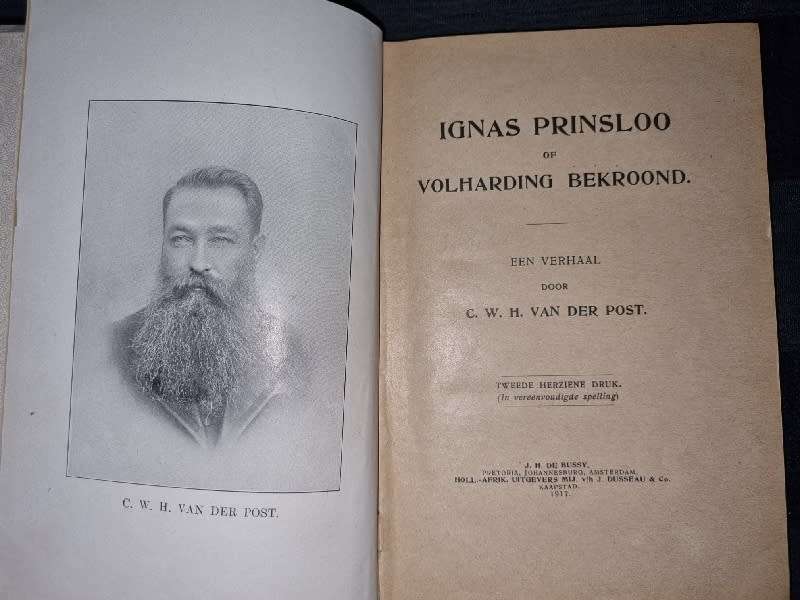 C. W. H. VAN DER POST.
IGNAS PRINSLOO
OF
VOLHARDING BEKROOND.
EEN VERHAAL
DOOR
C. W. H. VAN DER POST.
TWEEDE HERZIENE DRUK.
(In vereenvoudigde spelling)
J. H. DE BUSSY,
PRETORIA, JOHANNESBURG, AMSTERDAM.
HOLL.-AFRIK. UITGEVERS MIJ. v/h J. DUSSEAU & Co.
KAAPSTAD.
1917.